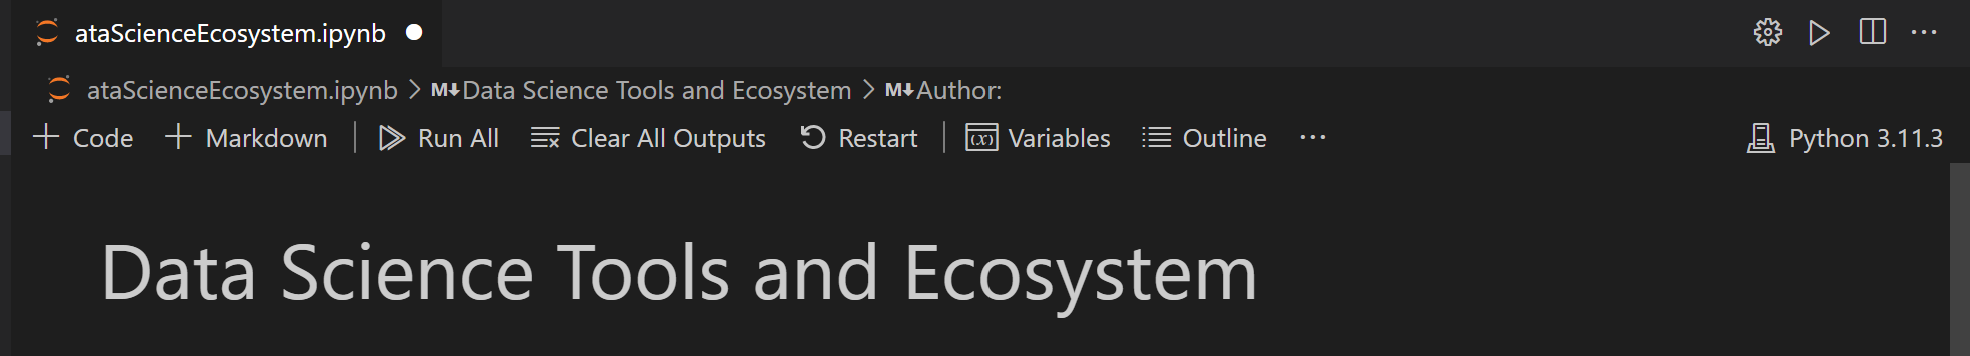 ataScienceEcosystem.ipynb
ataScienceEcosystem.ipynb > M↓Data Science Tools and Ecosystem > M↓Author:
+ Code + Markdown | Run All Clear All Outputs Restart | (x) Variables Outline ··· Python 3.11.3
Data Science Tools and Ecosystem